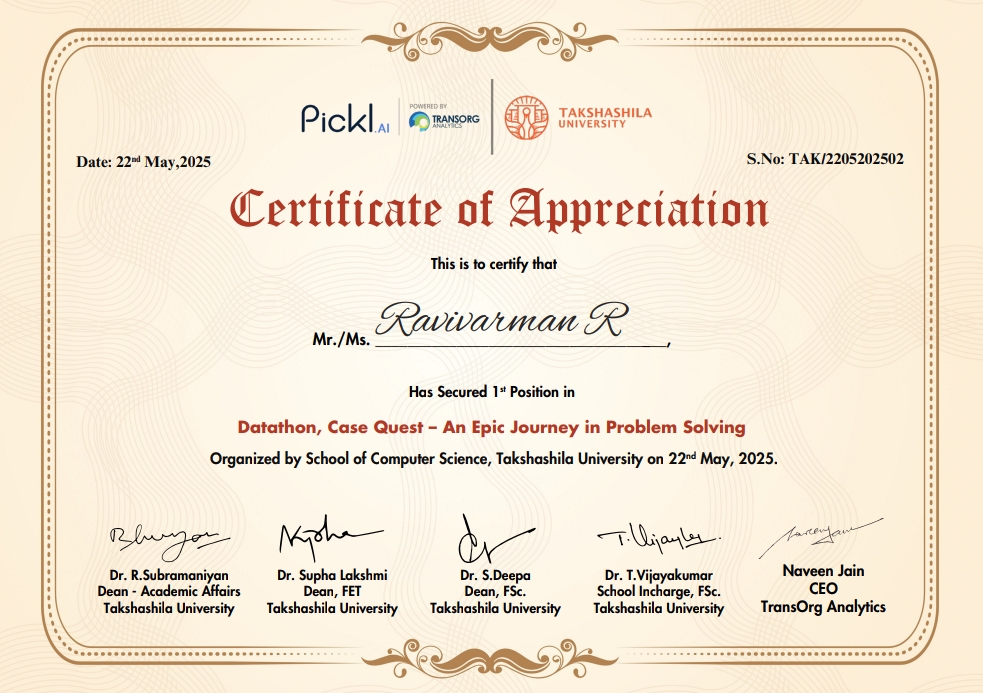 Pickl.AI
POWERED BY
TRANSORG
ANALYTICS
TAKSHASHILA
UNIVERSITY
Date: 22nd May,2025
S.No: TAK/2205202502
Certificate of Appreciation
This is to certify that
Mr./Ms. Ravivarman R,
Has Secured 1st Position in
Datathon, Case Quest – An Epic Journey in Problem Solving
Organized by School of Computer Science, Takshashila University on 22nd May, 2025.
Dr. R.Subramaniyan
Dean - Academic Affairs
Takshashila University
Dr. Supha Lakshmi
Dean, FET
Takshashila University
Dr. S.Deepa
Dean, FSc.
Takshashila University
T. Vijayakumar
Dr. T.Vijayakumar
School Incharge, FSc.
Takshashila University
Naveen Jain
Naveen Jain
CEO
TransOrg Analytics